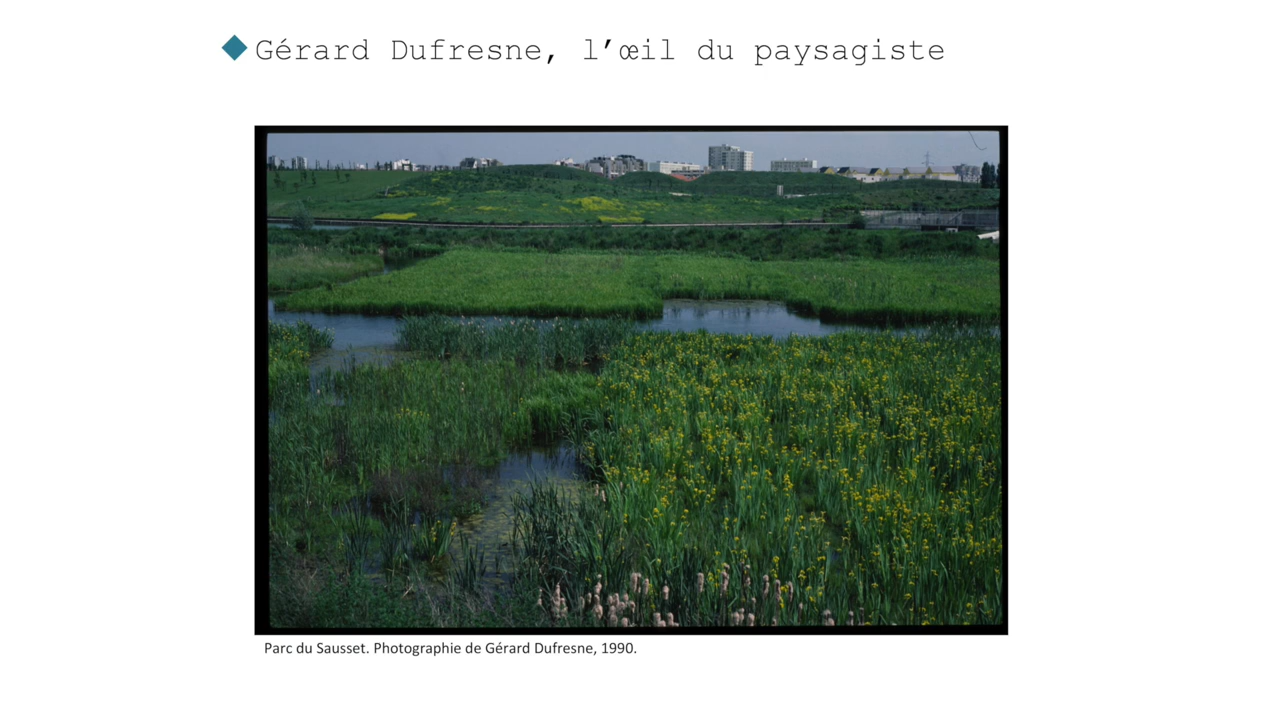 Gérard Dufresne, l’œil du paysagiste
Parc du Sausset. Photographie de Gérard Dufresne, 1990.